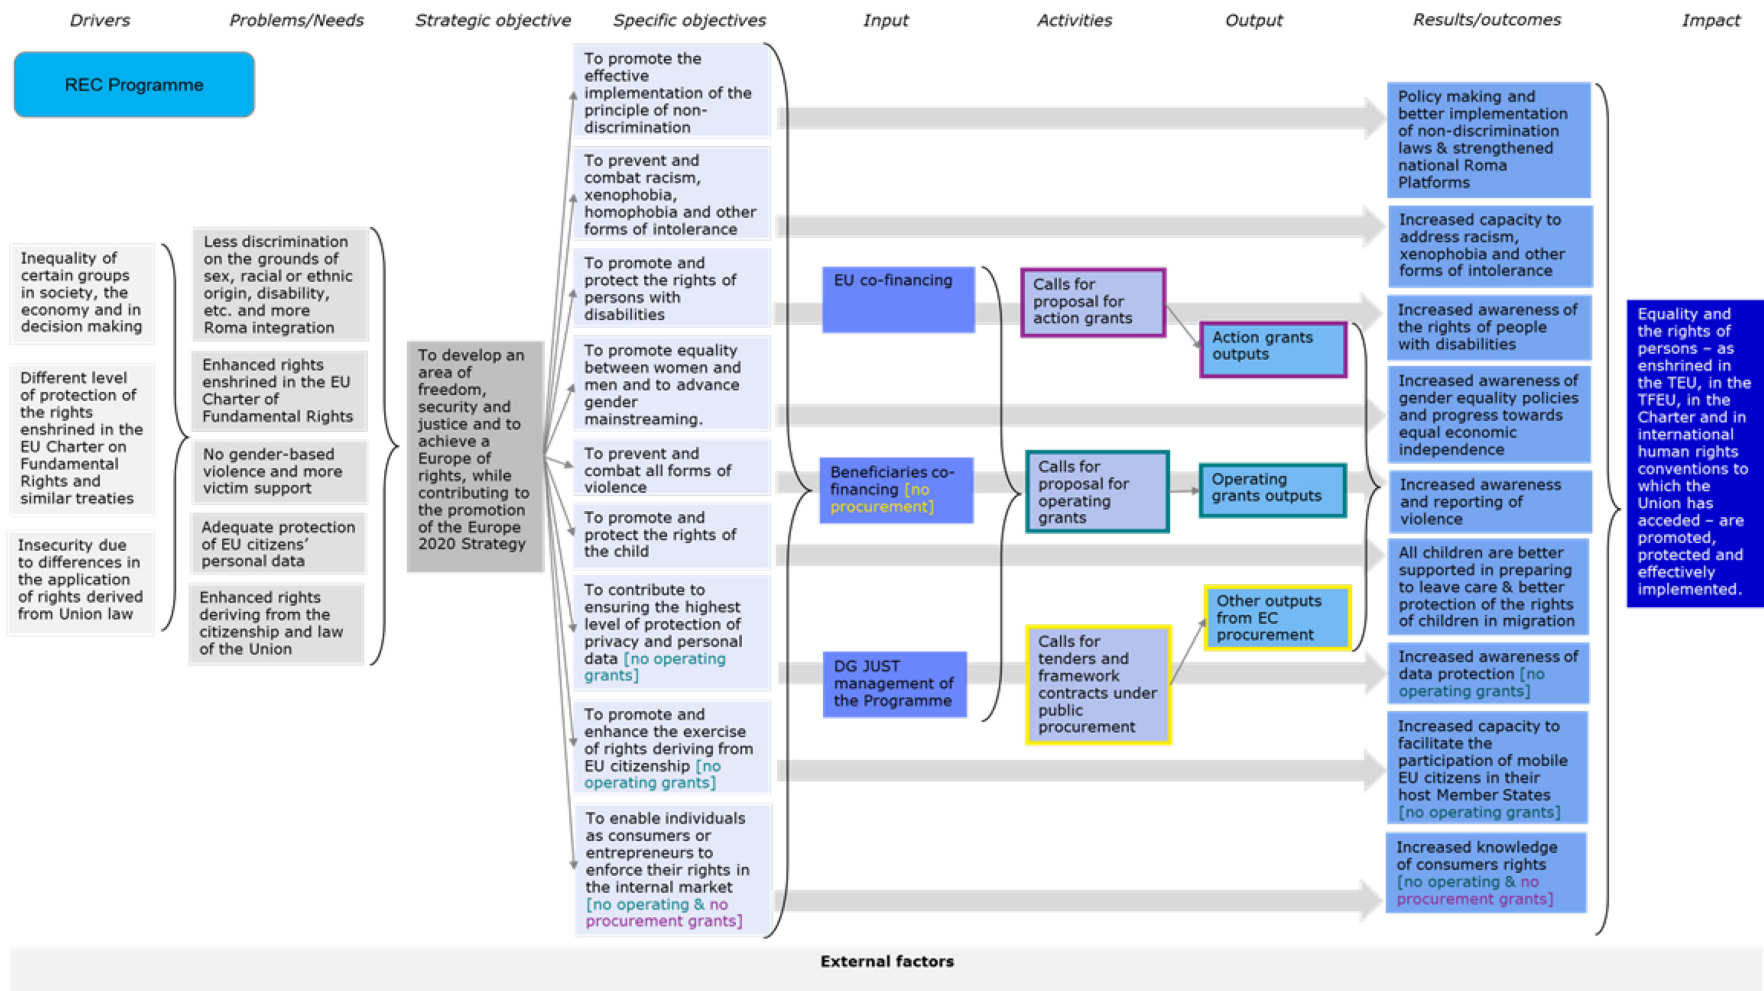 Drivers
Problems/Needs
Strategic objective
Specific objectives
Input
Activities
Output
Results/outcomes
Impact
REC Programme
Inequality of
certain groups
in society, the
economy and in
decision making
Different level
of protection of
the rights
enshrined in the
EU Charter on
Fundamental
Rights and
similar treaties
Insecurity due
to differences in
the application
of rights derived
from Union law
Less discrimination
on the grounds of
sex, racial or ethnic
origin, disability,
etc. and more
Roma integration
Enhanced rights
enshrined in the EU
Charter of
Fundamental Rights
No gender-based
violence and more
victim support
Adequate protection
of EU citizens’
personal data
Enhanced rights
deriving from the
citizenship and law
of the Union
To develop an
area of
freedom,
security and
justice and to
achieve a
Europe of
rights, while
contributing to
the promotion
of the Europe
2020 Strategy
To promote the
effective
implementation of the
principle of non-
discrimination
To prevent and
combat racism,
xenophobia,
homophobia and other
forms of intolerance
To promote and
protect the rights of
persons with
disabilities
To promote equality
between women and
men and to advance
gender
mainstreaming.
To prevent and
combat all forms of
violence
To promote and
protect the rights of
the child
To contribute to
ensuring the highest
level of protection of
privacy and personal
data [no operating
grants]
To promote and
enhance the exercise
of rights deriving from
EU citizenship [no
operating grants]
To enable individuals
as consumers or
entrepreneurs to
enforce their rights in
the internal market
[no operating & no
procurement grants]
EU co-financing
Beneficiaries co-
financing [no
procurement]
DG JUST
management of
the Programme
Calls for
proposal for
action grants
Calls for
proposal for
operating
grants
Calls for
tenders and
framework
contracts under
public
procurement
Action grants
outputs
Operating
grants outputs
Other outputs
from EC
procurement
Policy making and
better implementation
of non-discrimination
laws & strengthened
national Roma
Platforms
Increased capacity to
address racism,
xenophobia and other
forms of intolerance
Increased awareness of
the rights of people
with disabilities
Increased awareness of
gender equality policies
and progress towards
equal economic
independence
Increased awareness
and reporting of
violence
All children are better
supported in preparing
to leave care & better
protection of the rights
of children in migration
Increased awareness of
data protection [no
operating grants]
Increased capacity to
facilitate the
participation of mobile
EU citizens in their
host Member States
[no operating grants]
Increased knowledge
of consumers rights
[no operating & no
procurement grants]
Equality and
the rights of
persons – as
enshrined in
the TEU, in the
TFEU, in the
Charter and in
international
human rights
conventions to
which the
Union has
acceded – are
promoted,
protected and
effectively
implemented.
External factors